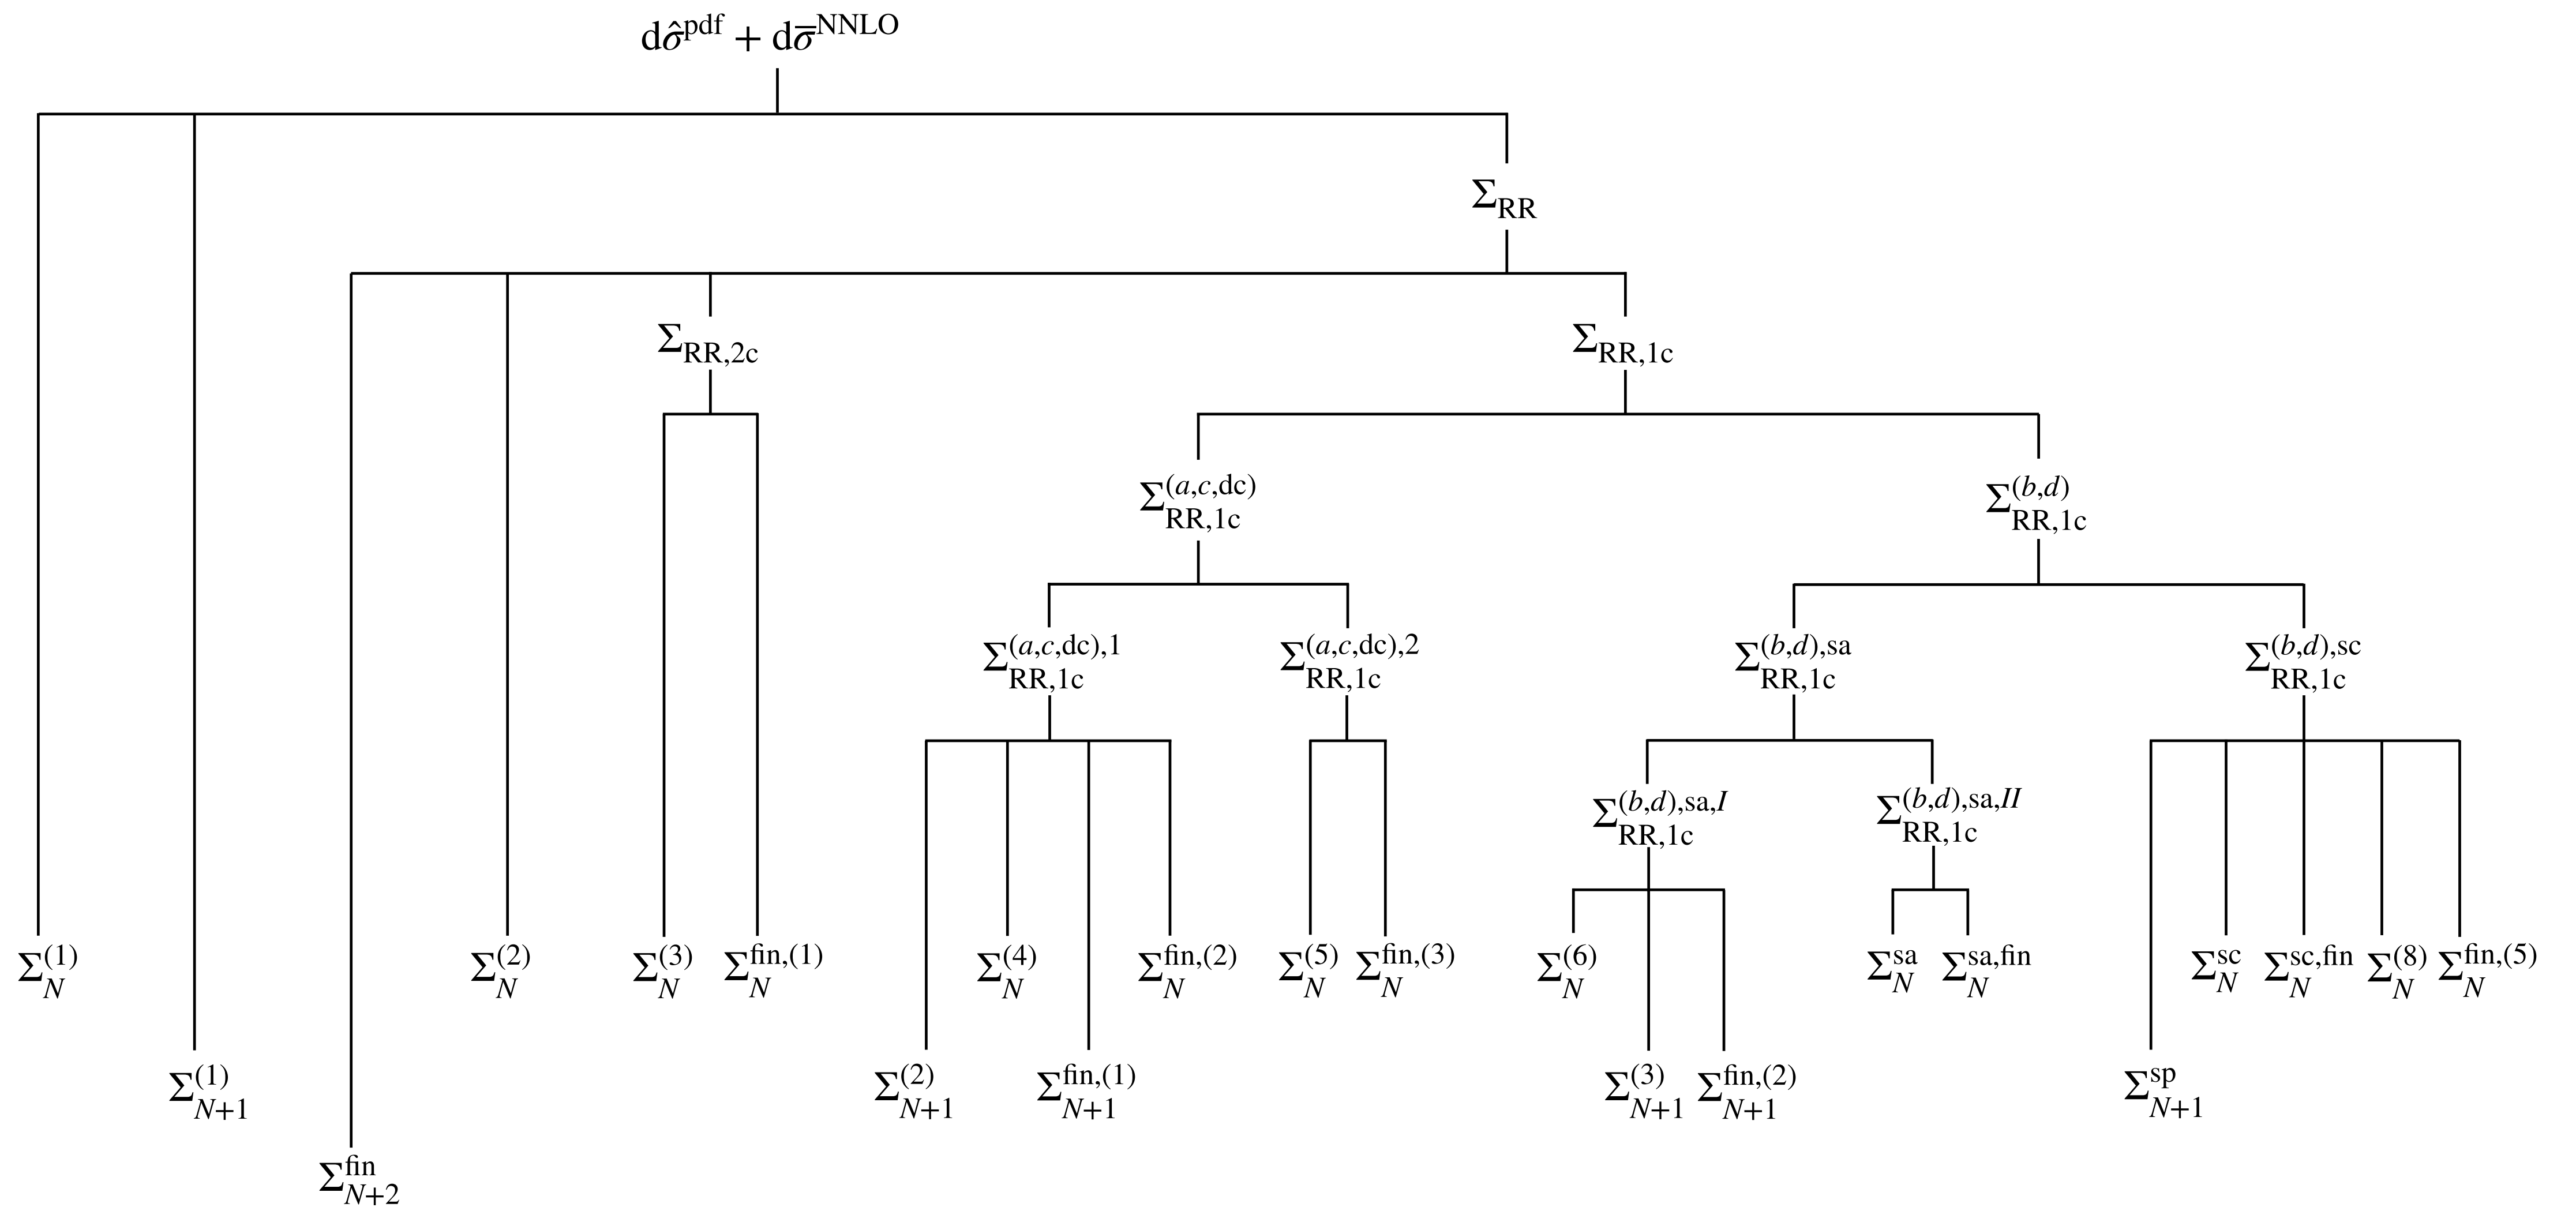 dσ̂^pdf + dσ̄^NNLO
Σ_RR
Σ_RR,2c Σ_RR,1c
Σ_RR,1c^(a,c,dc) Σ_RR,1c^(b,d)
Σ_RR,1c^(a,c,dc),1 Σ_RR,1c^(a,c,dc),2 Σ_RR,1c^(b,d),sa Σ_RR,1c^(b,d),sc
Σ_RR,1c^(b,d),sa,I Σ_RR,1c^(b,d),sa,II
Σ_N^(1) Σ_N^(2) Σ_N^(3) Σ_N^fin,(1) Σ_N^(4) Σ_N^fin,(2) Σ_N^(5) Σ_N^fin,(3) Σ_N^(6) Σ_N^sa Σ_N^sa,fin Σ_N^sc Σ_N^sc,fin Σ_N^(8) Σ_N^fin,(5)
Σ_N+1^(1) Σ_N+1^(2) Σ_N+1^fin,(1) Σ_N+1^(3) Σ_N+1^fin,(2) Σ_N+1^sp
Σ_N+2^fin